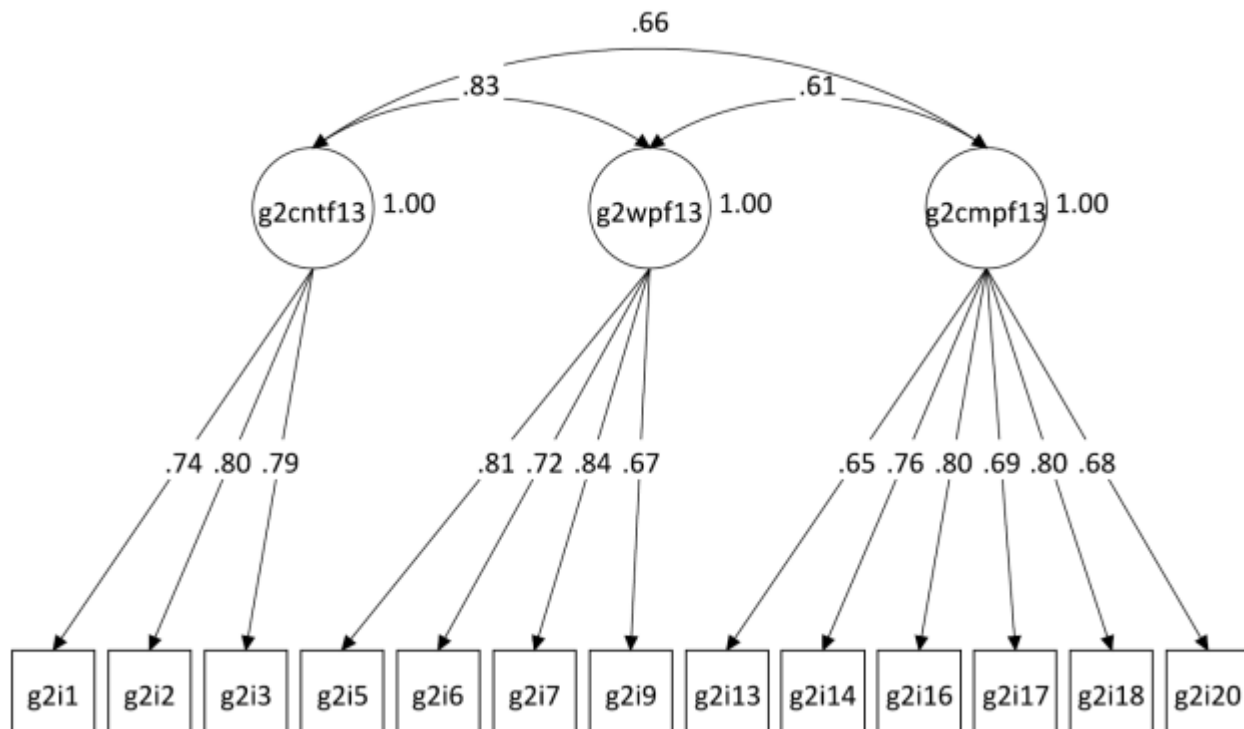 .66
.83 .61
g2cntf13 1.00 g2wpf13 1.00 g2cmpf13 1.00
.74 .80 .79 .81 .72 .84 .67 .65 .76 .80 .69 .80 .68
g2i1 g2i2 g2i3 g2i5 g2i6 g2i7 g2i9 g2i13 g2i14 g2i16 g2i17 g2i18 g2i20